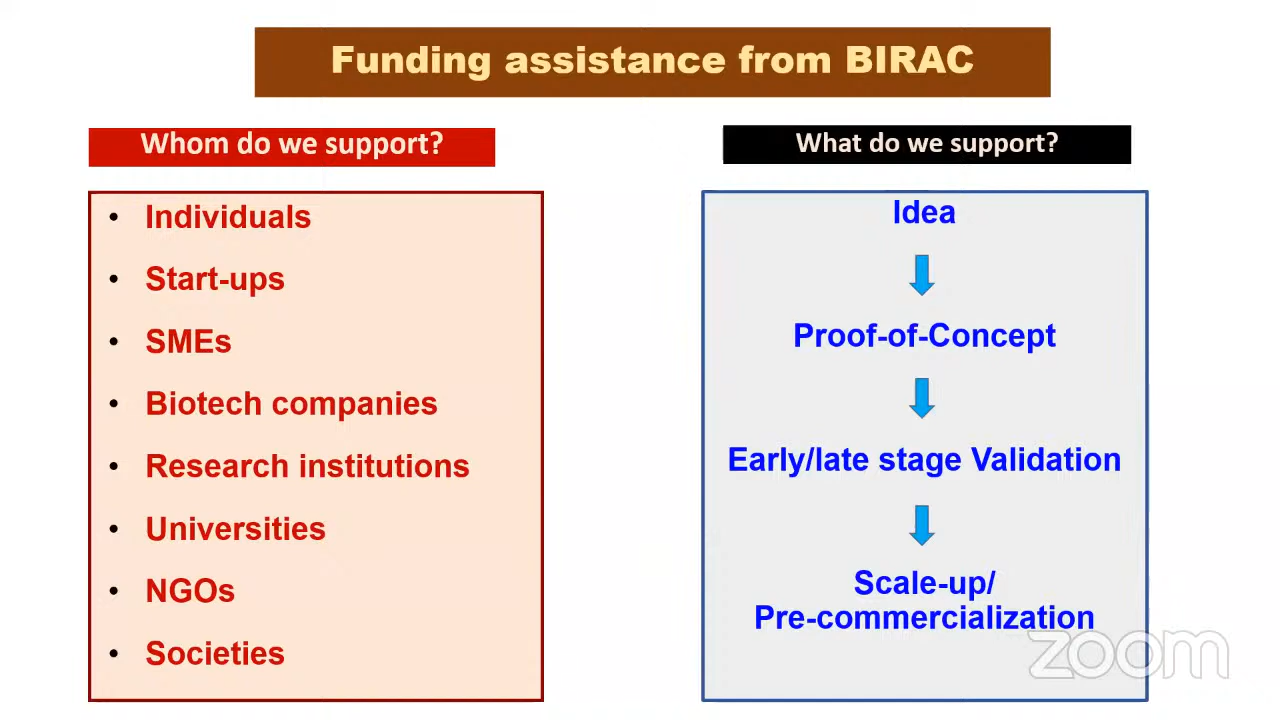 Funding assistance from BIRAC
Whom do we support?
• Individuals
• Start-ups
• SMEs
• Biotech companies
• Research institutions
• Universities
• NGOs
• Societies
What do we support?
Idea
Proof-of-Concept
Early/late stage Validation
Scale-up/
Pre-commercialization
zoom